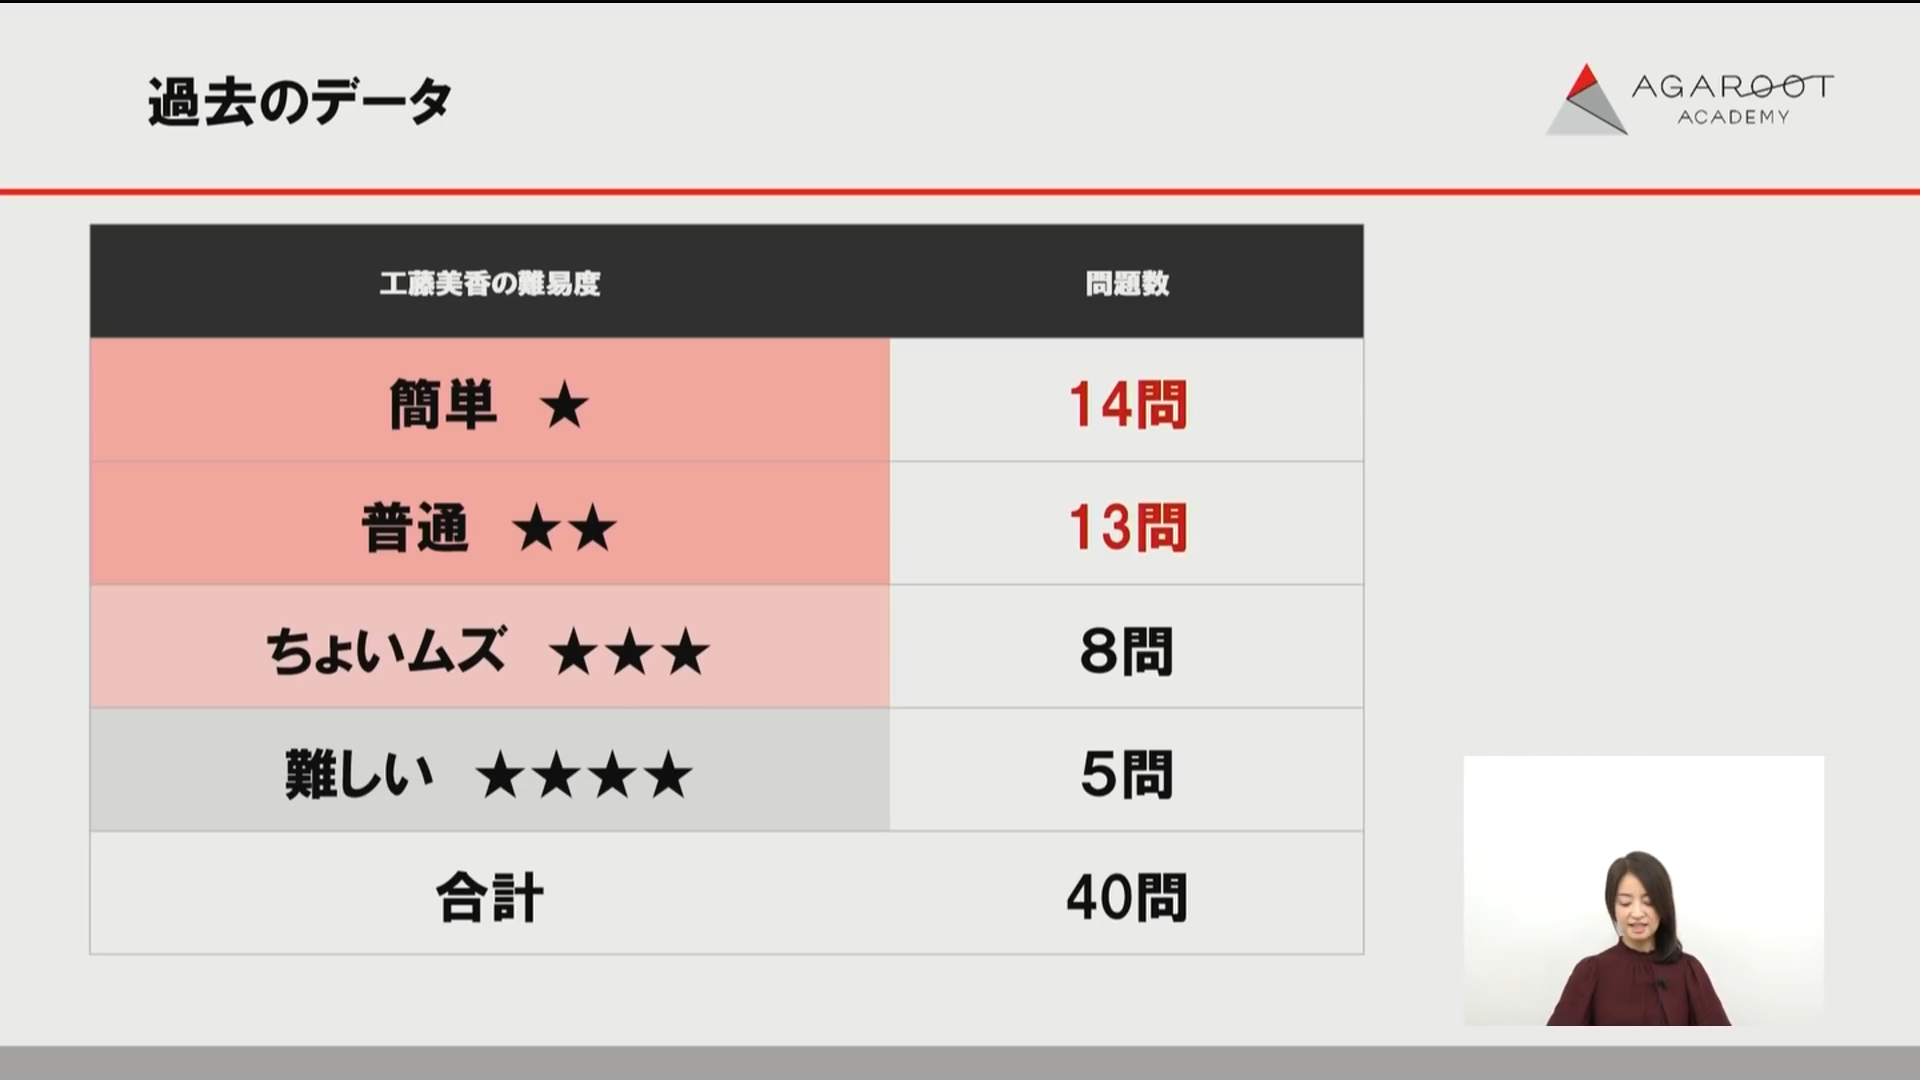 過去のデータ
AGAROOT
ACADEMY
工藤美香の難易度 問題数
簡単 ★ 14問
普通 ★★ 13問
ちょいムズ ★★★ 8問
難しい ★★★★ 5問
合計 40問